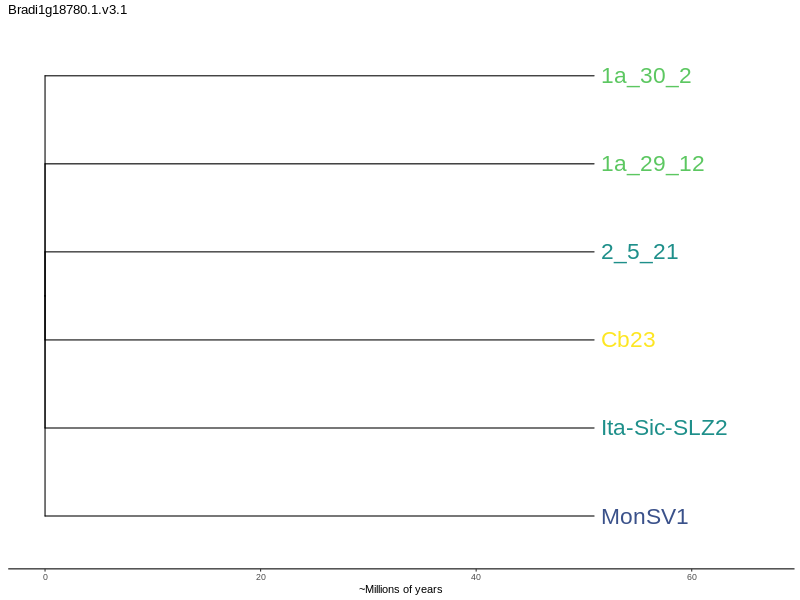 Bradi1g18780.1.v3.1
1a_30_2
1a_29_12
2_5_21
Cb23
Ita-Sic-SLZ2
MonSV1
0 20 40 60
~Millions of years